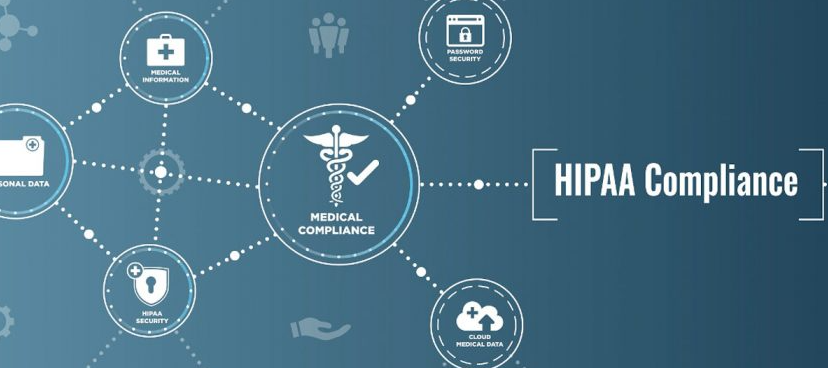 MEDICAL
INFORMATION
PASSWORD
SECURITY
SONAL DATA
MEDICAL
COMPLIANCE
HIPAA Compliance
HIPAA
SECURITY
CLOUD
MEDICAL DATA